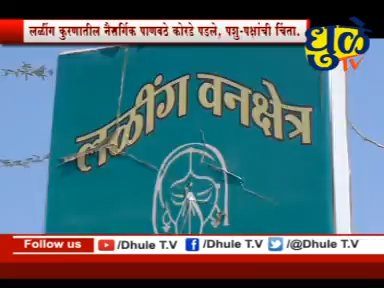 लळींग कुरणातील नैसर्गिक पाणवठे कोरडे पडले, पशु-पक्षांची चिंता.
धुळे
TV
लळींग वनक्षेत्र
Follow us
/Dhule T.V
/Dhule T.V
/@Dhule T.V